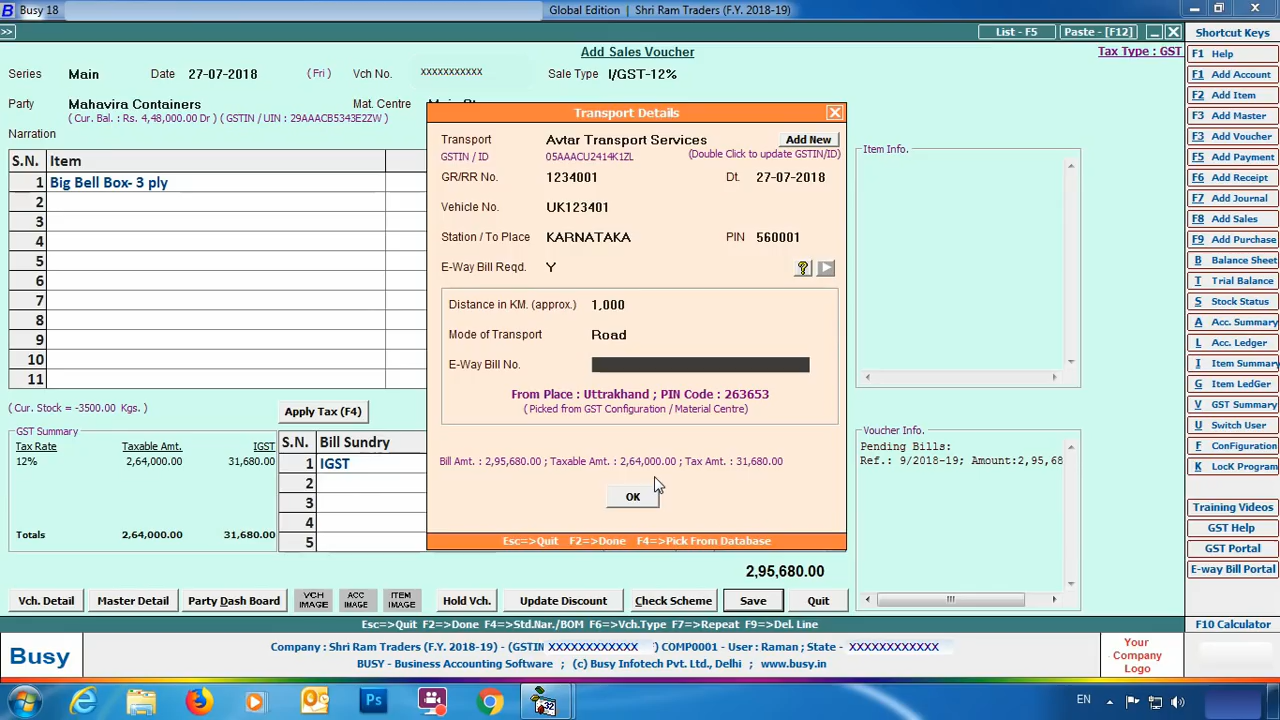 Busy 18
Global Edition | Shri Ram Traders (F.Y. 2018-19)
>>
List - F5
Paste - [F12]
Shortcut Keys
Add Sales Voucher
Tax Type : GST
Series Main Date 27-07-2018 ( Fri ) Vch No. xxxxxxxxxxx Sale Type I/GST-12%
Party Mahavira Containers Mat. Centre
( Cur. Bal : Rs. 4,48,000.00 Dr ) ( GSTIN / UIN : 29AAACB5343E2ZW )
Narration
S.N. Item
1 Big Bell Box- 3 ply
2
3
4
5
6
7
8
9
10
11
( Cur. Stock = -3500.00 Kgs. )
Apply Tax (F4)
GST Summary
Tax Rate Taxable Amt. IGST
12% 2,64,000.00 31,680.00
Totals 2,64,000.00 31,680.00
S.N. Bill Sundry
1 IGST
2
3
4
5
Transport Details
Transport Avtar Transport Services Add New
GSTIN / ID 05AAACU2414K1ZL (Double Click to update GSTIN/ID)
GR/RR No. 1234001 Dt. 27-07-2018
Vehicle No. UK123401
Station / To Place KARNATAKA PIN 560001
E-Way Bill Reqd. Y ?
Distance in KM. (approx.) 1,000
Mode of Transport Road
E-Way Bill No.
From Place : Uttrakhand ; PIN Code : 263653
( Picked from GST Configuration / Material Centre)
Bill Amt. : 2,95,680.00 ; Taxable Amt. : 2,64,000.00 ; Tax Amt. : 31,680.00
OK
Esc=>Quit F2=>Done F4=>Pick From Database
Item Info.
Voucher Info.
Pending Bills:
Ref.: 9/2018-19; Amount:2,95,68
2,95,680.00
Vch. Detail
Master Detail
Party Dash Board
VCH IMAGE
ACC IMAGE
ITEM IMAGE
Hold Vch.
Update Discount
Check Scheme
Save
Quit
Esc=>Quit F2=>Done F4=>Std.Nar./BOM F6=>Vch.Type F7=>Repeat F9=>Del. Line
F1 Help
F1 Add Account
F2 Add Item
F3 Add Master
F3 Add Voucher
F5 Add Payment
F6 Add Receipt
F7 Add Journal
F8 Add Sales
F9 Add Purchase
B Balance Sheet
T Trial Balance
S Stock Status
A Acc. Summary
L Acc. Ledger
I Item Summary
G Item LedGer
V GST Summary
U Switch User
F ConFiguration
K LocK Program
Training Videos
GST Help
GST Portal
E-way Bill Portal
F10 Calculator
Busy
Company : Shri Ram Traders (F.Y. 2018-19) - (GSTIN XXXXXXXXXXXX ') COMP0001 - User : Raman ; State - XXXXXXXXXXXX
BUSY - Business Accounting Software ; (c) Busy Infotech Pvt. Ltd., Delhi ; www.busy.in
Your
Company
Logo
Ps
32
EN